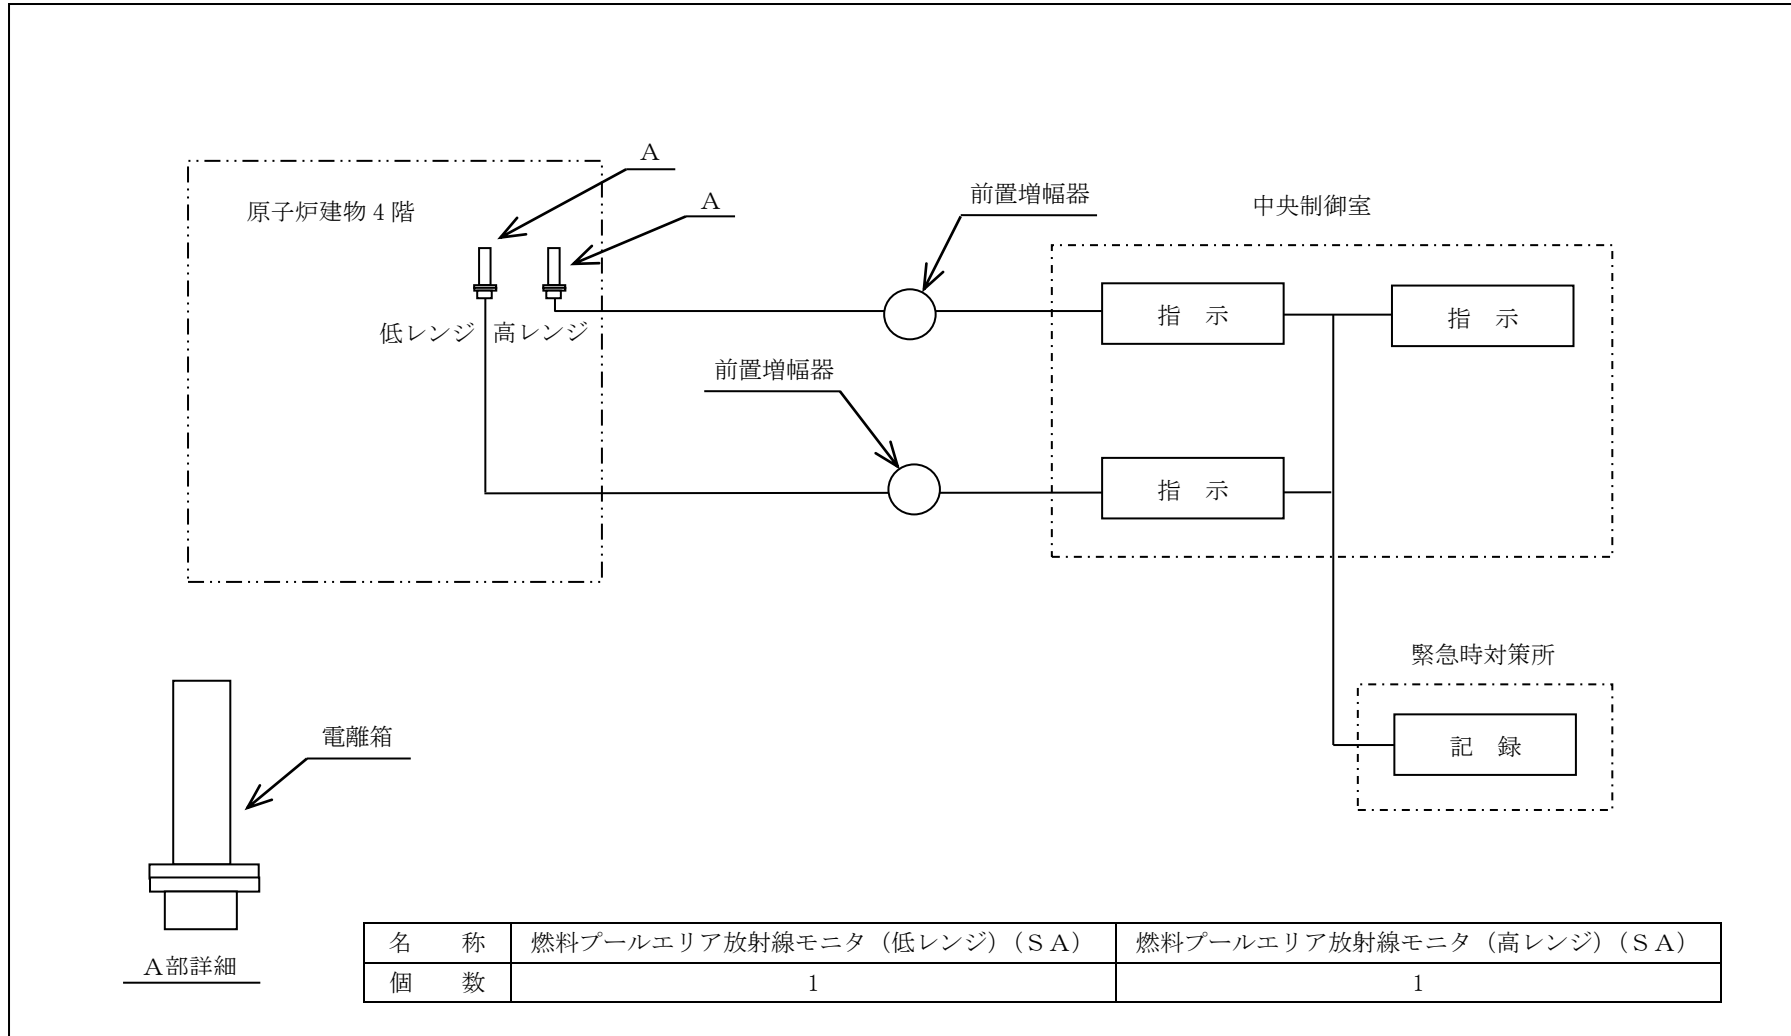 A
A
原子炉建物４階
前置増幅器
中央制御室
指　示
指　示
低レンジ
高レンジ
前置増幅器
指　示
緊急時対策所
電離箱
記　録
A部詳細
名　　称　燃料プールエリア放射線モニタ（低レンジ）（ＳＡ）　燃料プールエリア放射線モニタ（高レンジ）（ＳＡ）
個　　数　1　1